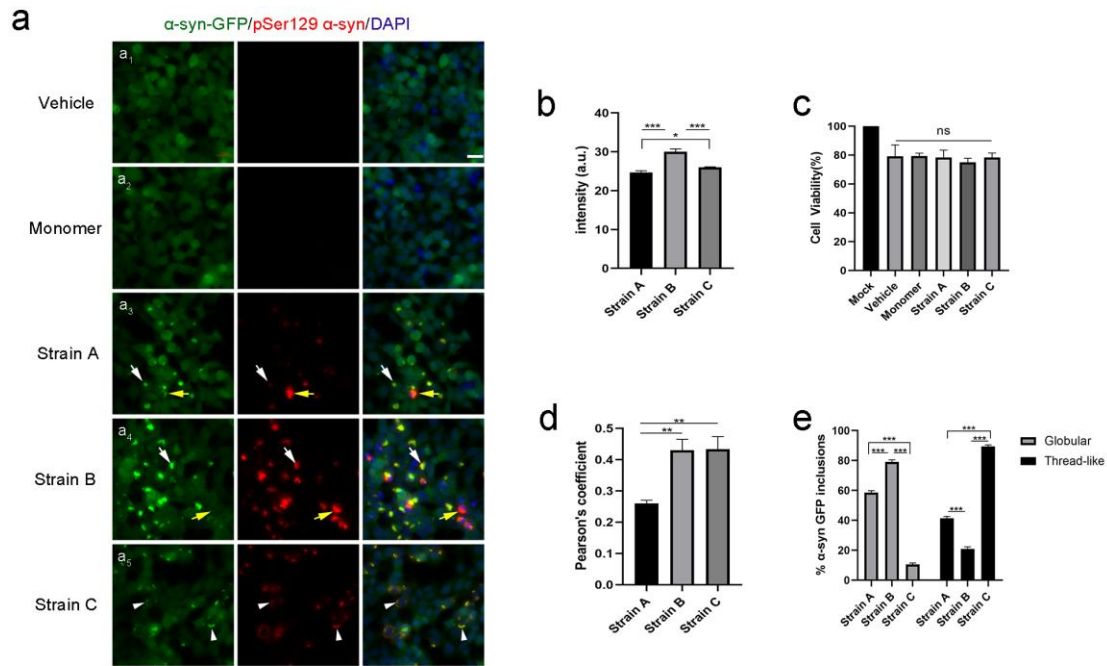 a
α-syn-GFP/pSer129 α-syn/DAPI
a1
Vehicle
a2
Monomer
a3
Strain A
a4
Strain B
a5
Strain C
b
intensity (a.u.)
40
30
20
10
0
***
***
*
Strain A
Strain B
Strain C
c
Cell Viability(%)
100
80
60
40
20
0
ns
Mock
Vehicle
Monomer
Strain A
Strain B
Strain C
d
Pearson's coefficient
0.5
0.4
0.3
0.2
0.1
0.0
**
**
Strain A
Strain B
Strain C
e
% α-syn GFP inclusions
100
80
60
40
20
0
***
***
***
***
***
***
Strain A
Strain B
Strain C
Strain A
Strain B
Strain C
Globular
Thread-like